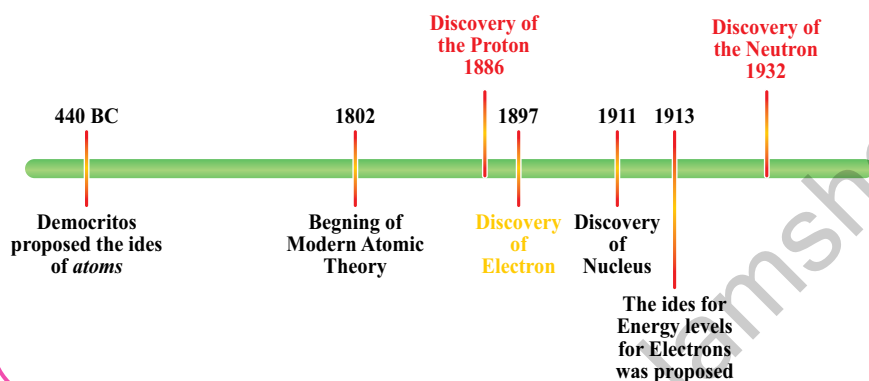 Discovery of
the Proton
1886
Discovery of
the Neutron
1932
440 BC
1802
1897
1911
1913
Democritos
proposed the ides
of atoms
Begning of
Modern Atomic
Theory
Discovery
of
Electron
Discovery
of
Nucleus
The ides for
Energy levels
for Electrons
was proposed